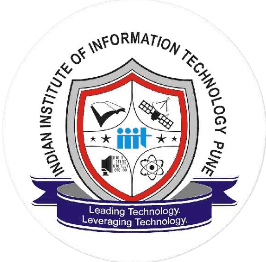 INDIAN INSTITUTE OF INFORMATION TECHNOLOGY PUNE
iiit
Leading Technology.
Leveraging Technology.